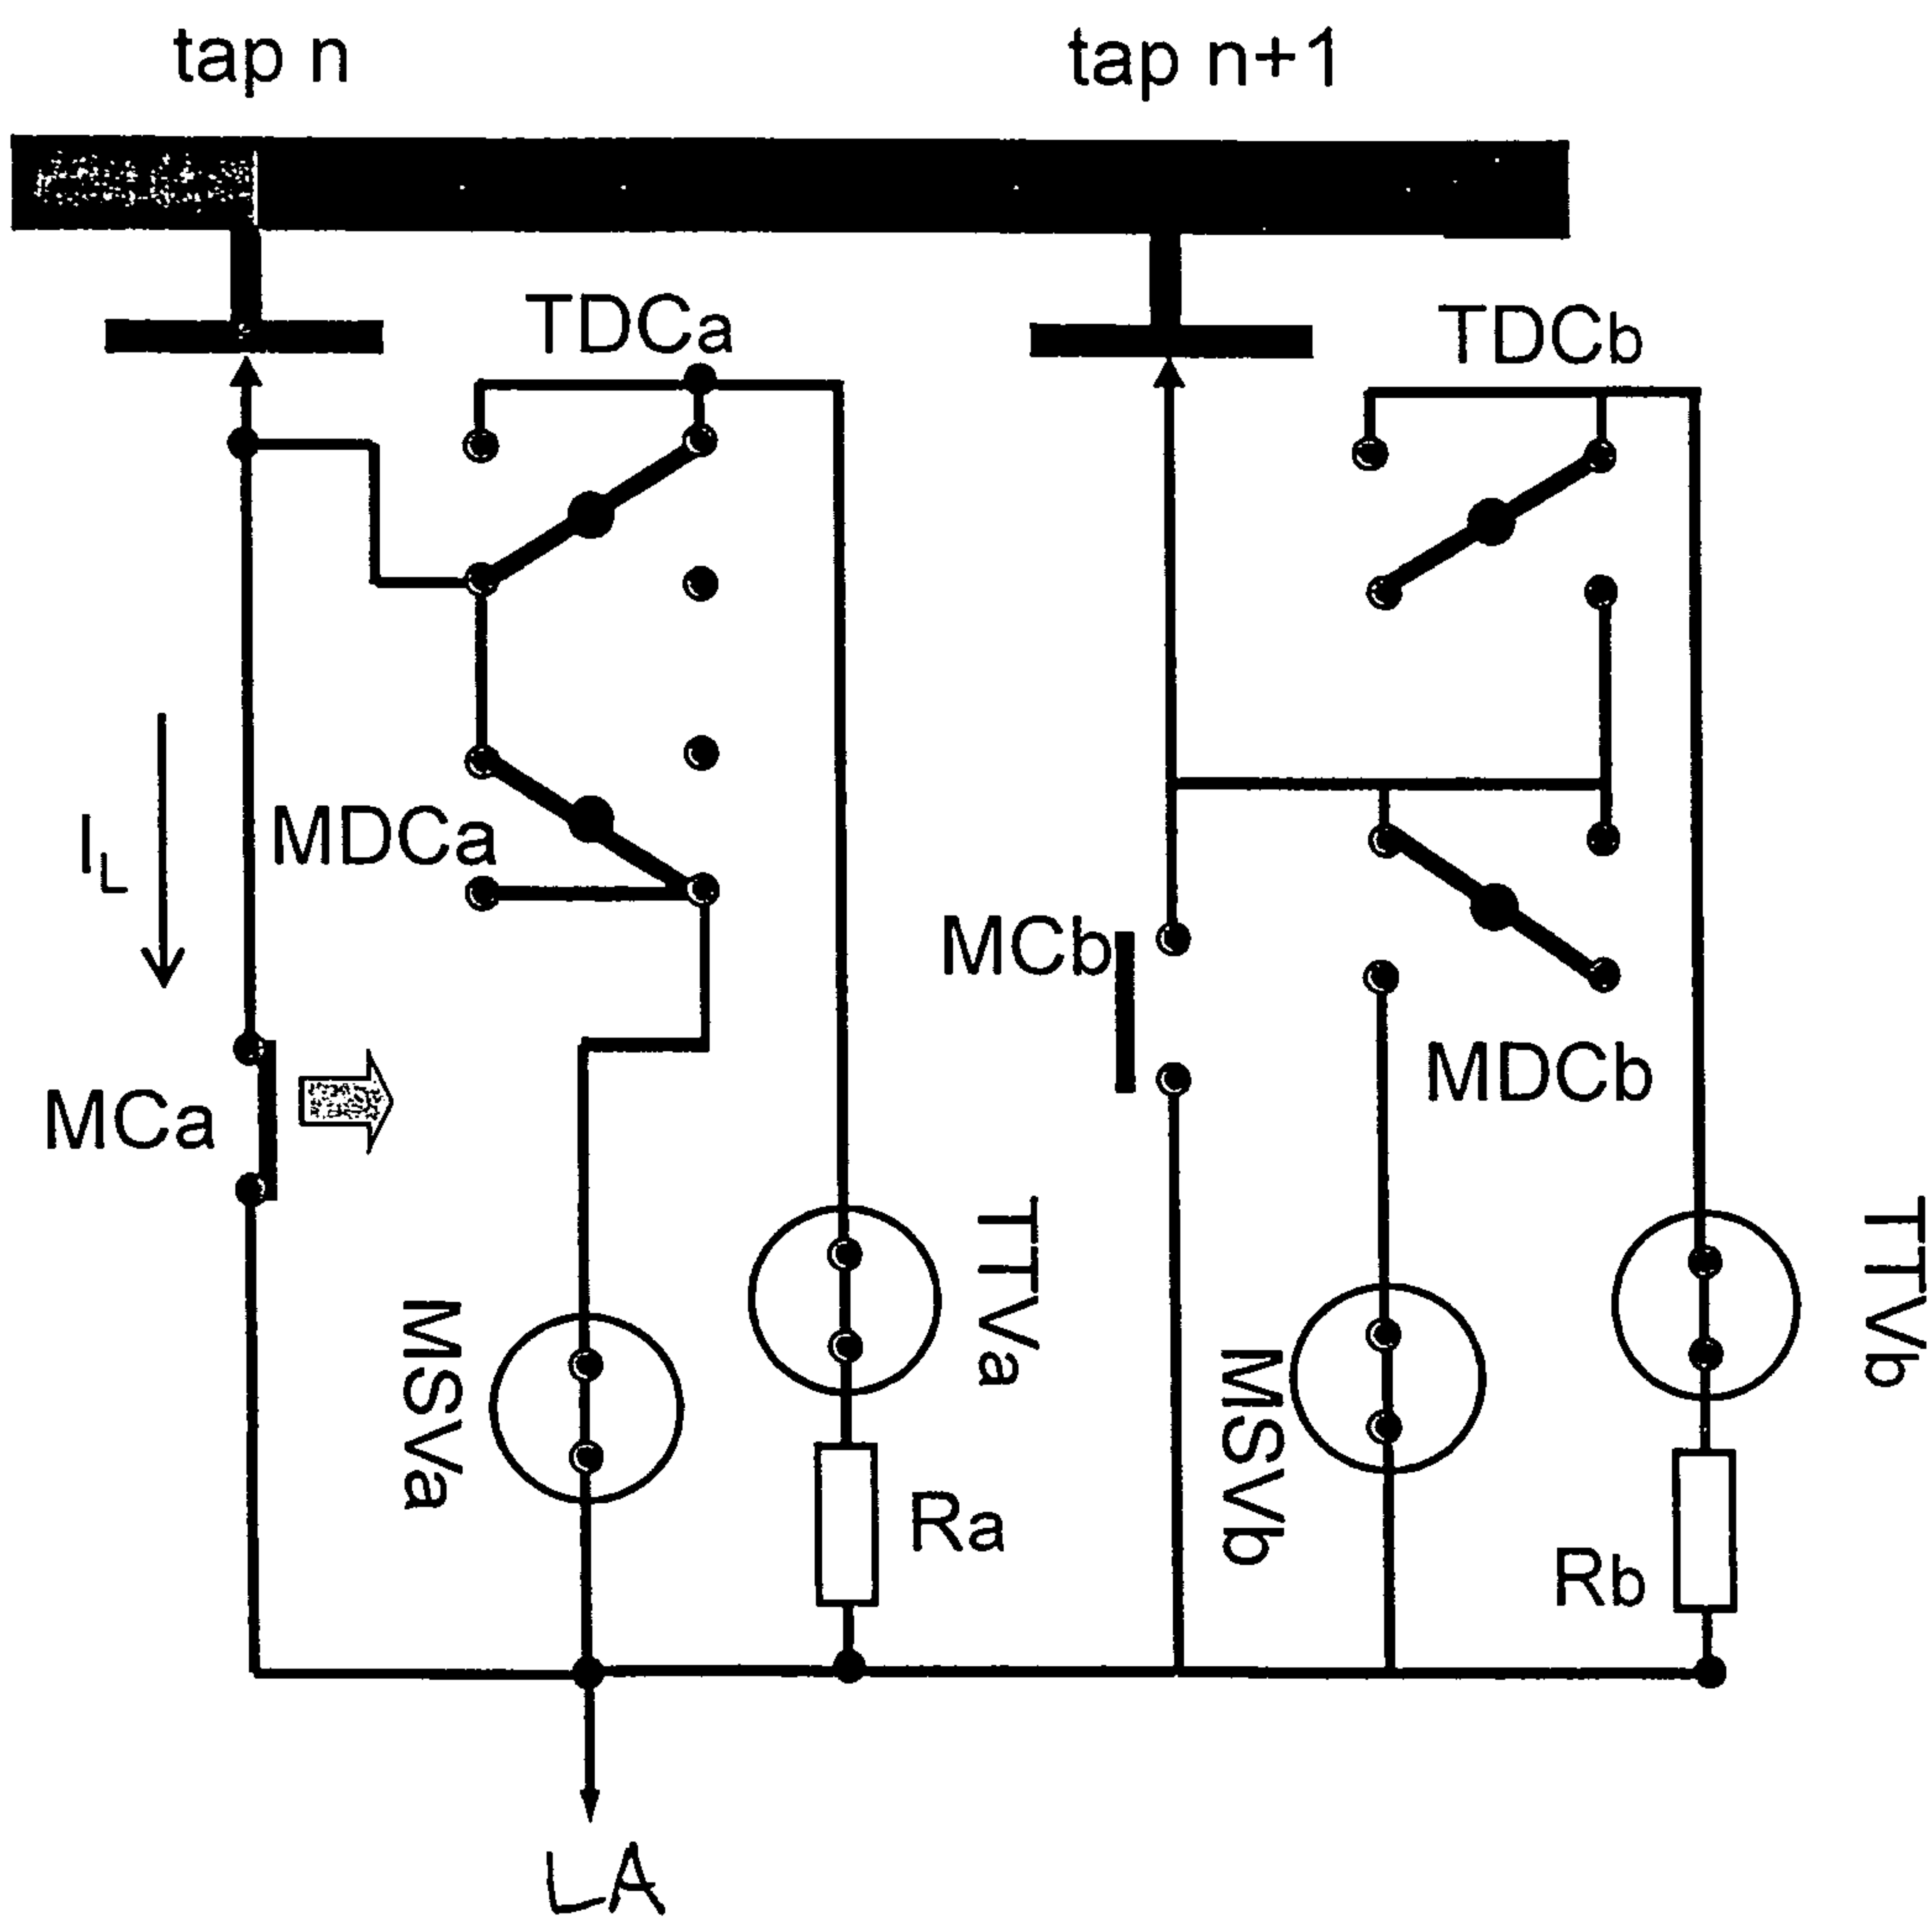 tap n
tap n+1
TDCa
TDCb
MDCa
IL
MCb
MDCb
MCa
TTVa
TTVb
MSVa
MSVb
Ra
Rb
LA